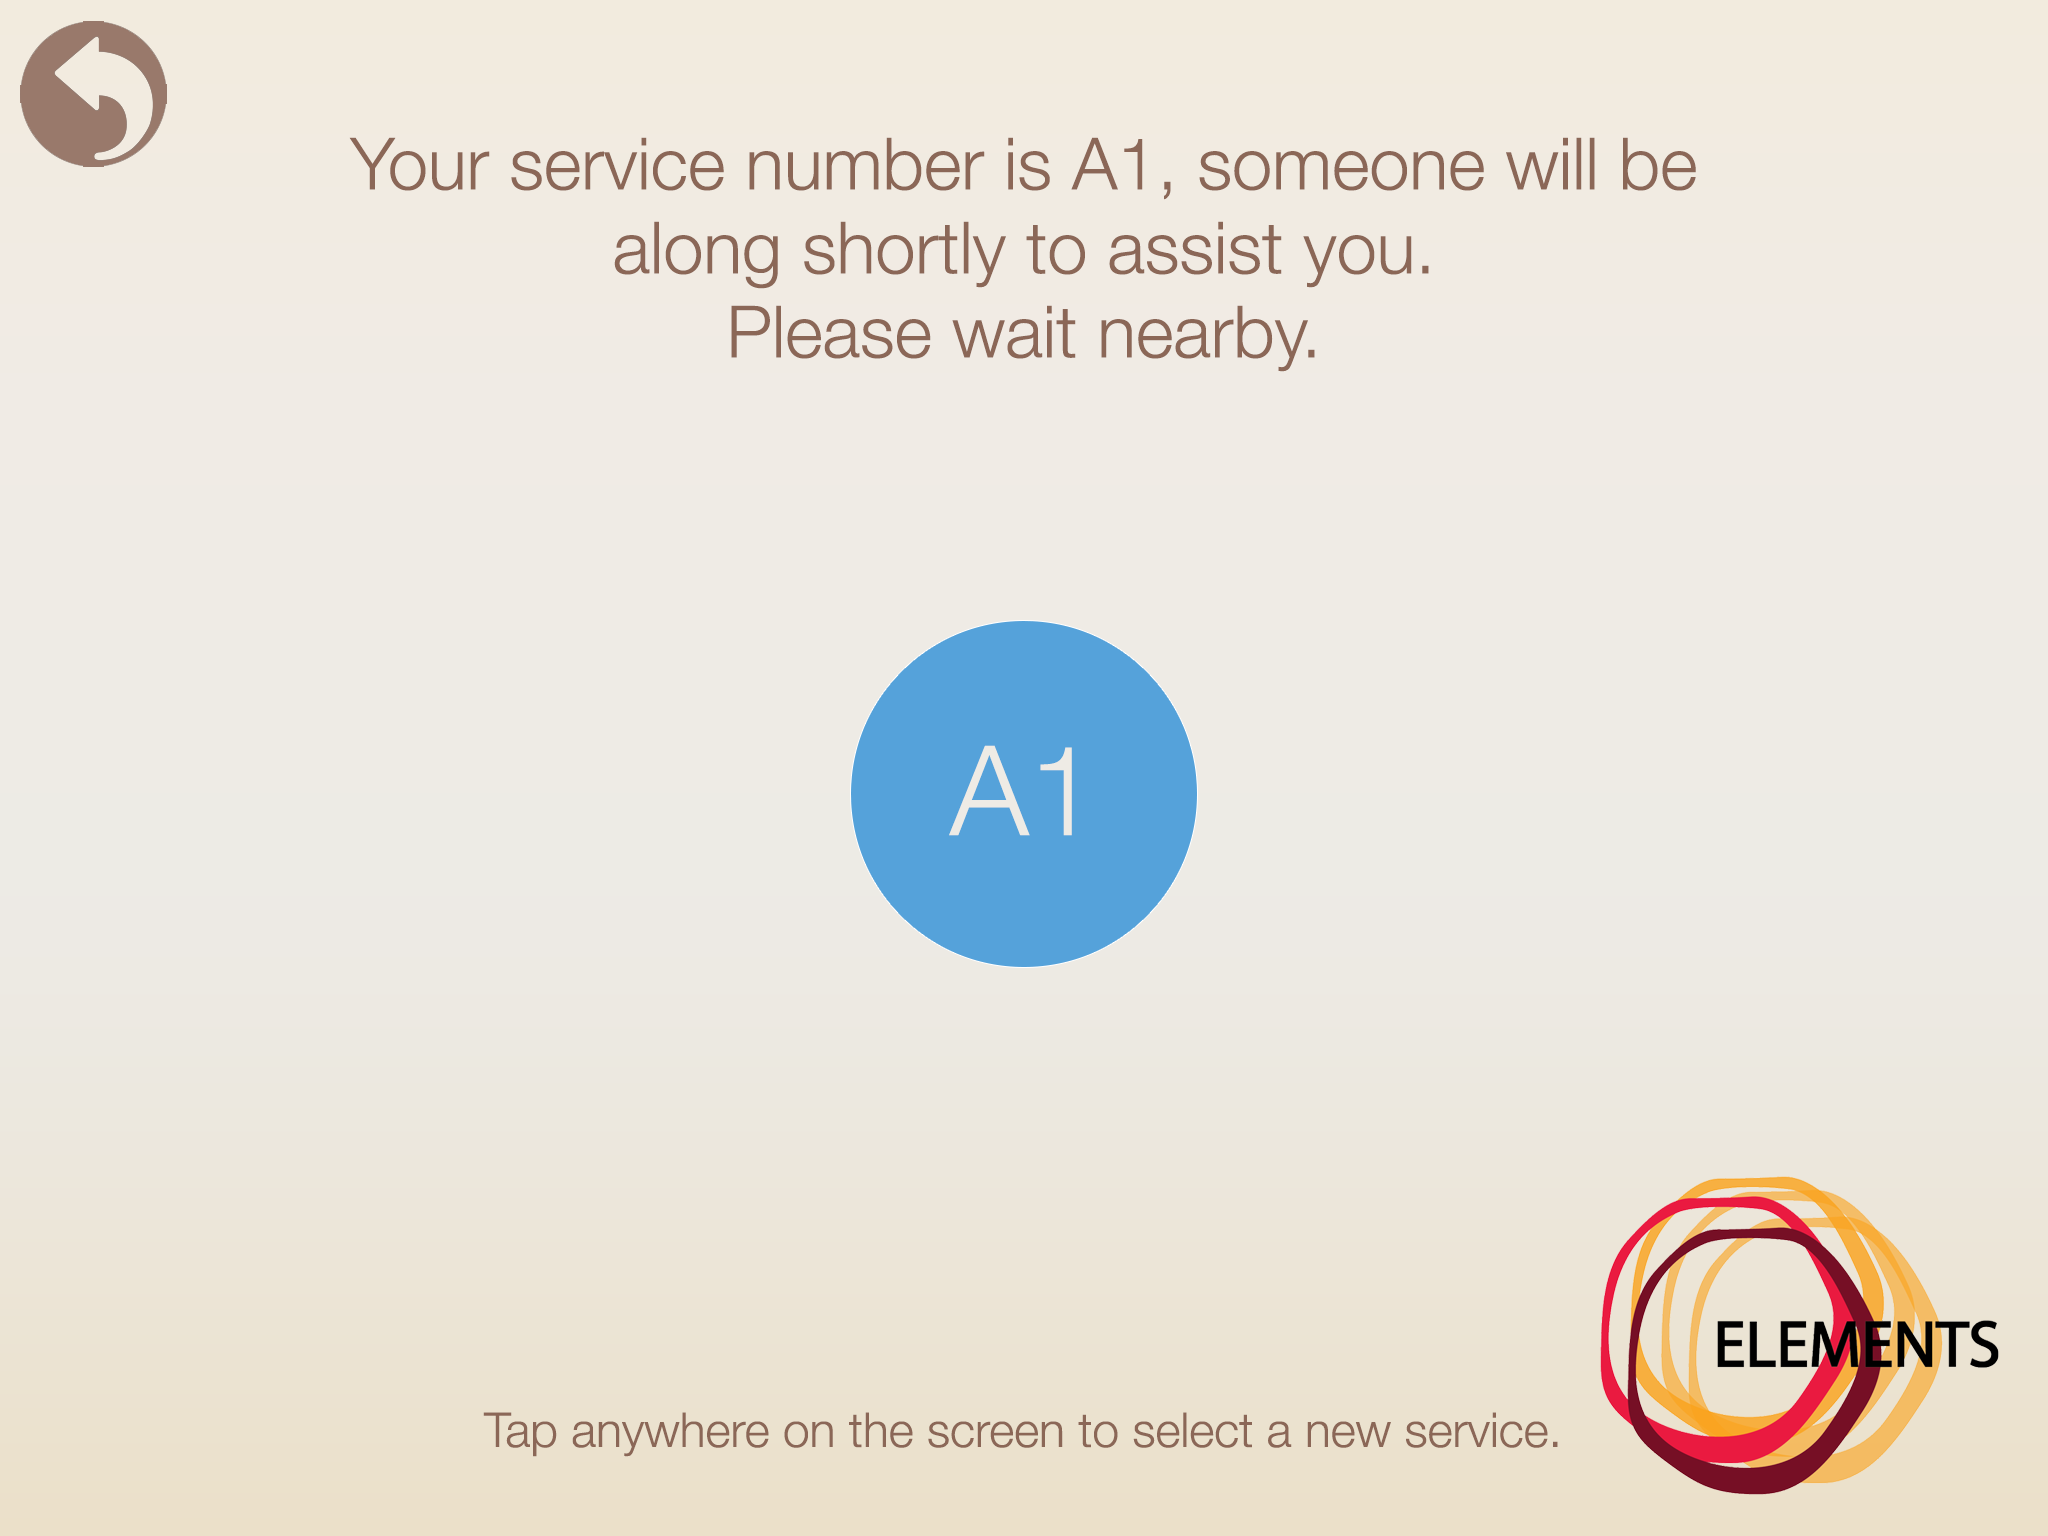 Your service number is A1, someone will be
along shortly to assist you.
Please wait nearby.
A1
ELEMENTS
Tap anywhere on the screen to select a new service.